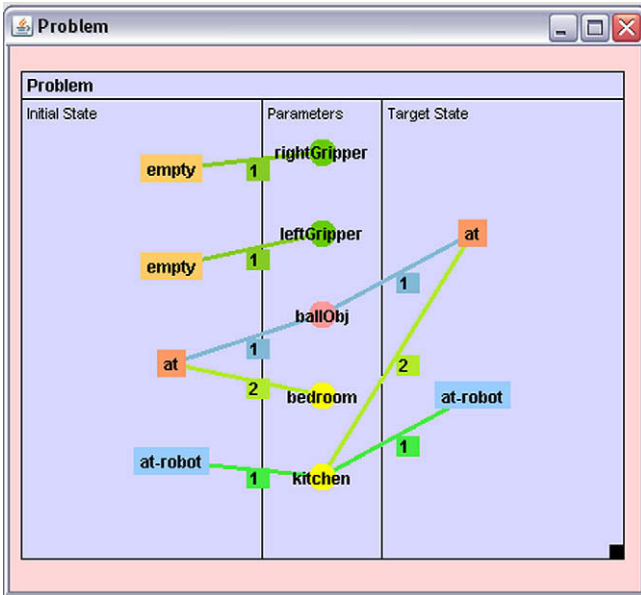 Problem
Problem
Initial State
Parameters
Target State
rightGripper
empty
1
leftGripper
at
empty
1
1
ballObj
1
at
2
2
bedroom
at-robot
1
at-robot
1
kitchen